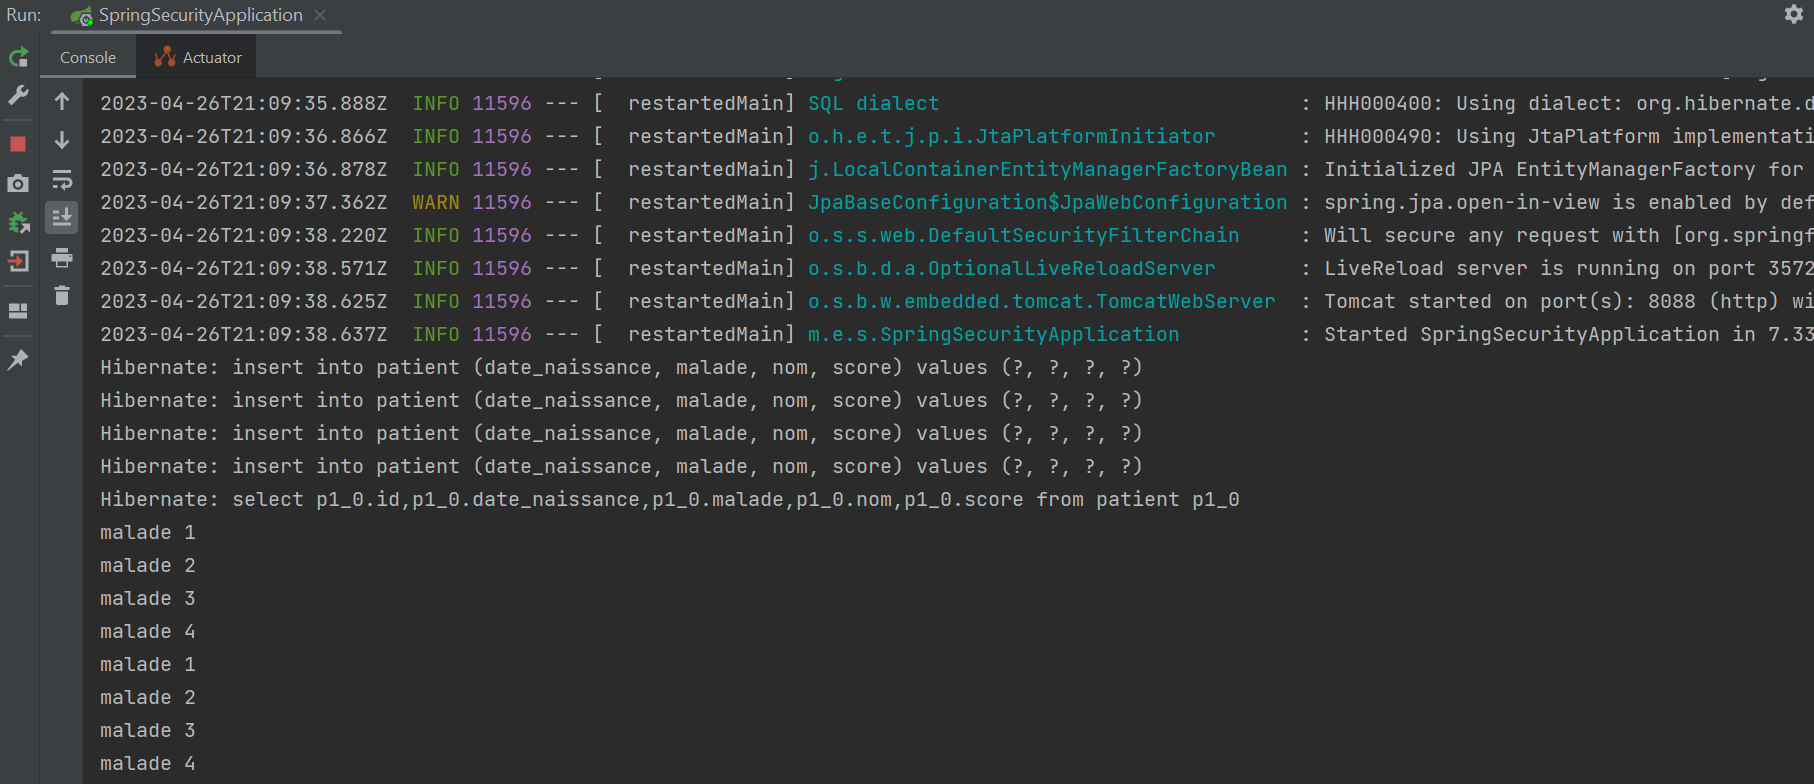 Run: SpringSecurityApplication
Console Actuator
2023-04-26T21:09:35.888Z  INFO 11596 --- [  restartedMain] SQL dialect                              : HHH000400: Using dialect: org.hibernate.d
2023-04-26T21:09:36.866Z  INFO 11596 --- [  restartedMain] o.h.e.t.j.p.i.JtaPlatformInitiator       : HHH000490: Using JtaPlatform implementati
2023-04-26T21:09:36.878Z  INFO 11596 --- [  restartedMain] j.LocalContainerEntityManagerFactoryBean : Initialized JPA EntityManagerFactory for
2023-04-26T21:09:37.362Z  WARN 11596 --- [  restartedMain] JpaBaseConfiguration$JpaWebConfiguration : spring.jpa.open-in-view is enabled by def
2023-04-26T21:09:38.220Z  INFO 11596 --- [  restartedMain] o.s.s.web.DefaultSecurityFilterChain     : Will secure any request with [org.springf
2023-04-26T21:09:38.571Z  INFO 11596 --- [  restartedMain] o.s.b.d.a.OptionalLiveReloadServer       : LiveReload server is running on port 3572
2023-04-26T21:09:38.625Z  INFO 11596 --- [  restartedMain] o.s.b.w.embedded.tomcat.TomcatWebServer  : Tomcat started on port(s): 8088 (http) wi
2023-04-26T21:09:38.637Z  INFO 11596 --- [  restartedMain] m.e.s.SpringSecurityApplication          : Started SpringSecurityApplication in 7.33
Hibernate: insert into patient (date_naissance, malade, nom, score) values (?, ?, ?, ?)
Hibernate: insert into patient (date_naissance, malade, nom, score) values (?, ?, ?, ?)
Hibernate: insert into patient (date_naissance, malade, nom, score) values (?, ?, ?, ?)
Hibernate: insert into patient (date_naissance, malade, nom, score) values (?, ?, ?, ?)
Hibernate: select p1_0.id,p1_0.date_naissance,p1_0.malade,p1_0.nom,p1_0.score from patient p1_0
malade 1
malade 2
malade 3
malade 4
malade 1
malade 2
malade 3
malade 4